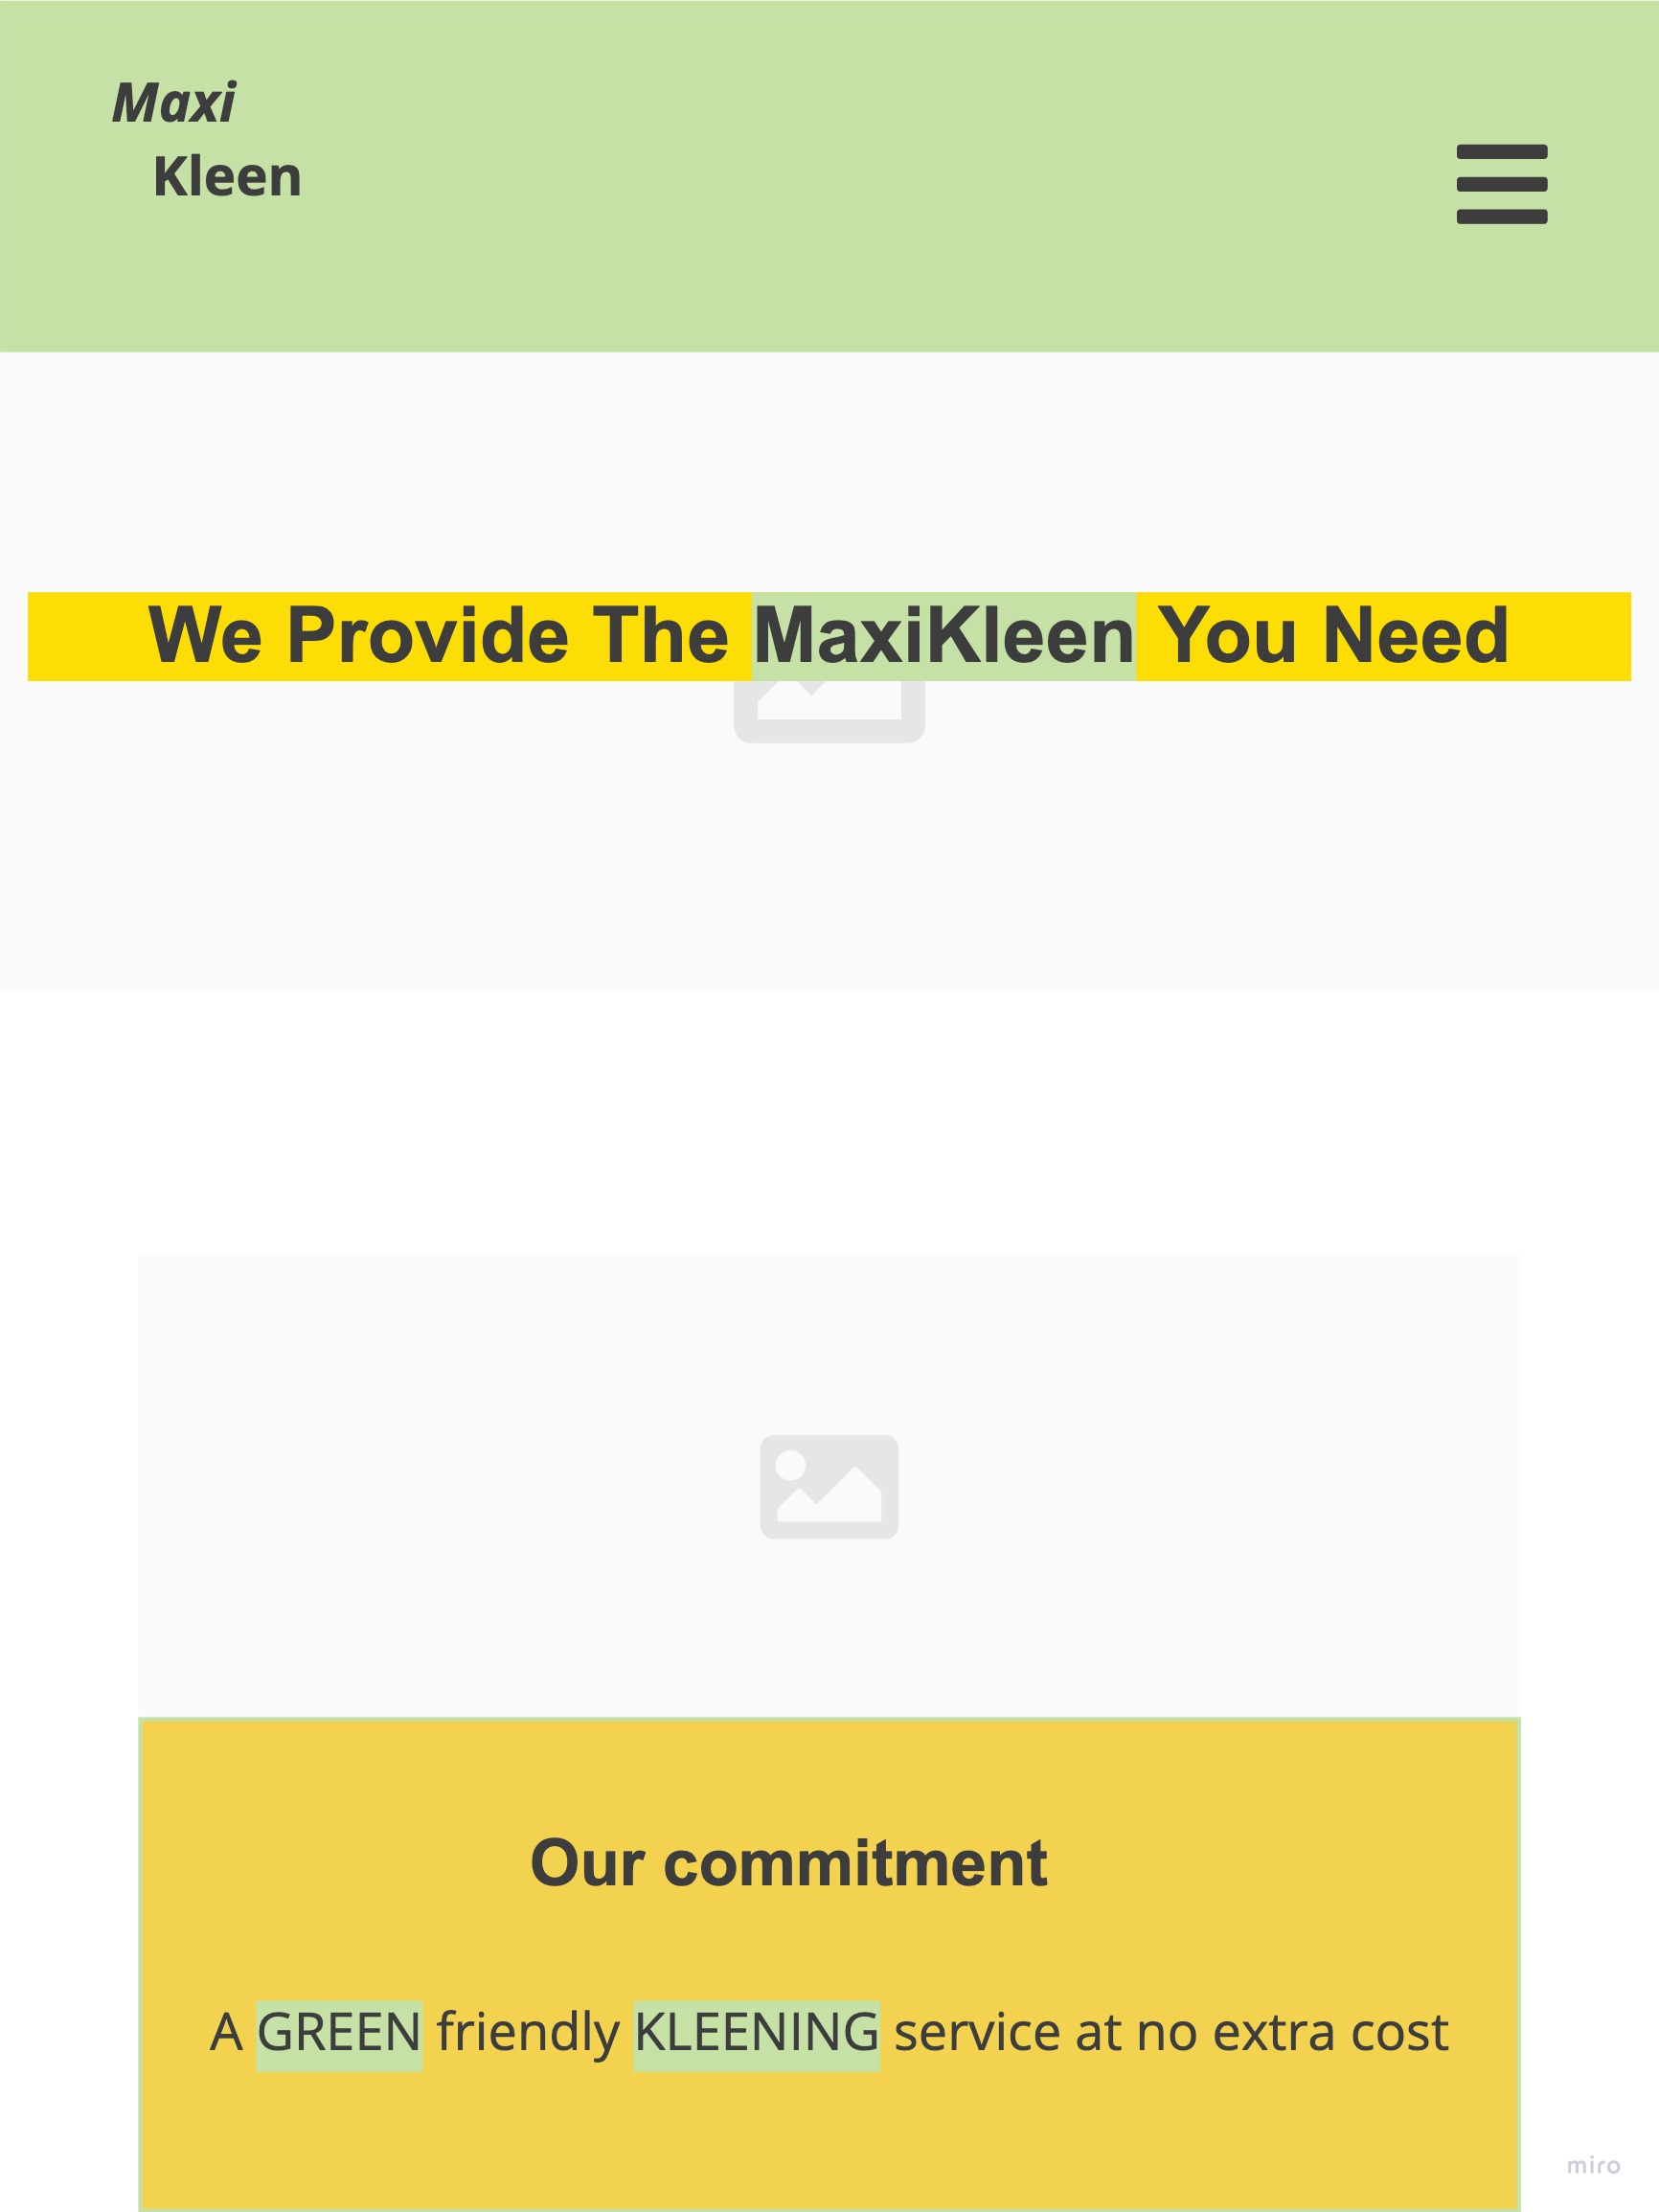 Maxi
Kleen
We Provide The MaxiKleen You Need
Our commitment
A GREEN friendly KLEENING service at no extra cost
miro